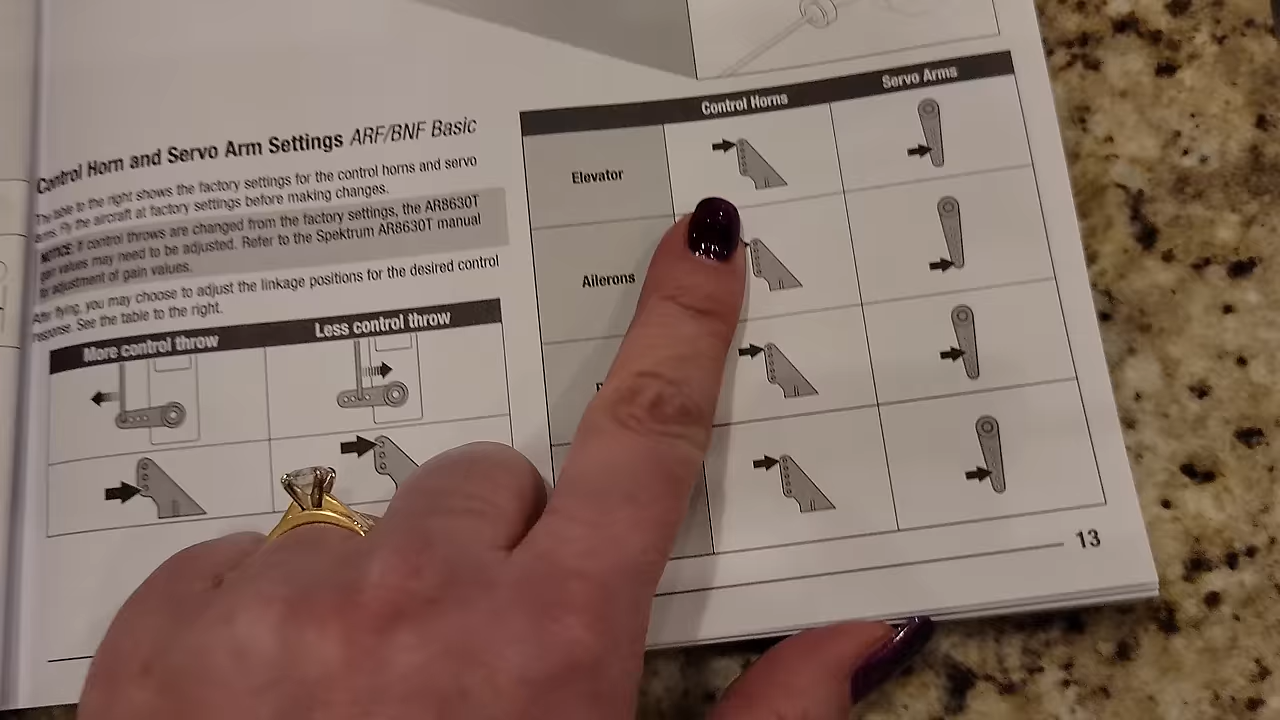 Control Horn and Servo Arm Settings ARF/BNF Basic
The table to the right shows the factory settings for the control horns and servo
arms. Fly the aircraft at factory settings before making changes.
NOTICE: If control throws are changed from the factory settings, the AR8630T
gain values may need to be adjusted. Refer to the Spektrum AR8630T manual
for adjustment of gain values.
After flying, you may choose to adjust the linkage positions for the desired control
response. See the table to the right.
More control throw
Less control throw
Control Horns
Servo Arms
Elevator
Ailerons
13